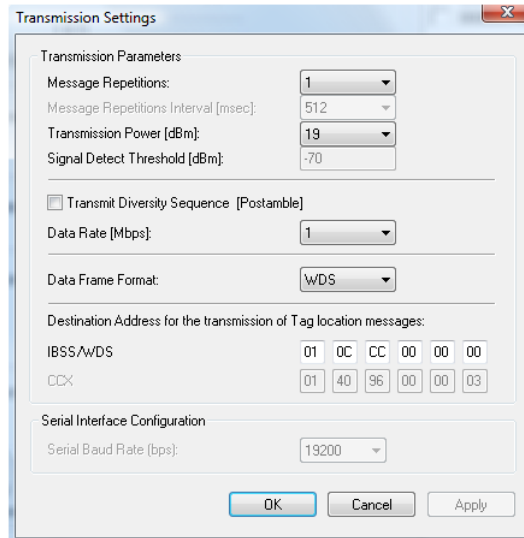 Transmission Settings
Transmission Parameters
Message Repetitions: 1
Message Repetitions Interval [msec]: 512
Transmission Power [dBm]: 19
Signal Detect Threshold [dBm]: -70
Transmit Diversity Sequence [Postamble]
Data Rate [Mbps]: 1
Data Frame Format: WDS
Destination Address for the transmission of Tag location messages:
IBSS/WDS 01 0C CC 00 00 00
CCX 01 40 96 00 00 03
Serial Interface Configuration
Serial Baud Rate (bps): 19200
OK Cancel Apply